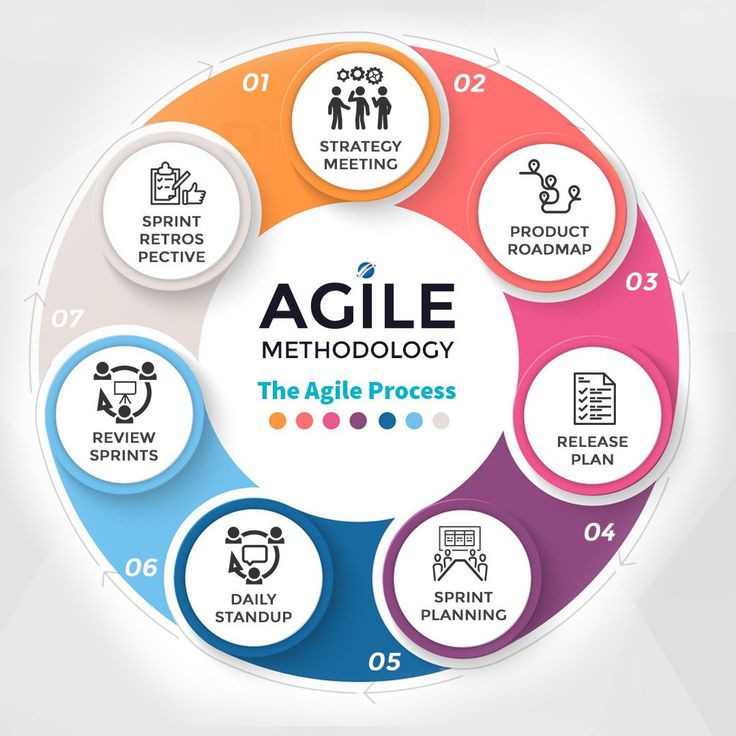 AGILE
METHODOLOGY
The Agile Process
01
STRATEGY
MEETING
02
PRODUCT
ROADMAP
03
RELEASE
PLAN
04
SPRINT
PLANNING
05
DAILY
STANDUP
06
REVIEW
SPRINTS
07
SPRINT
RETROS
PECTIVE